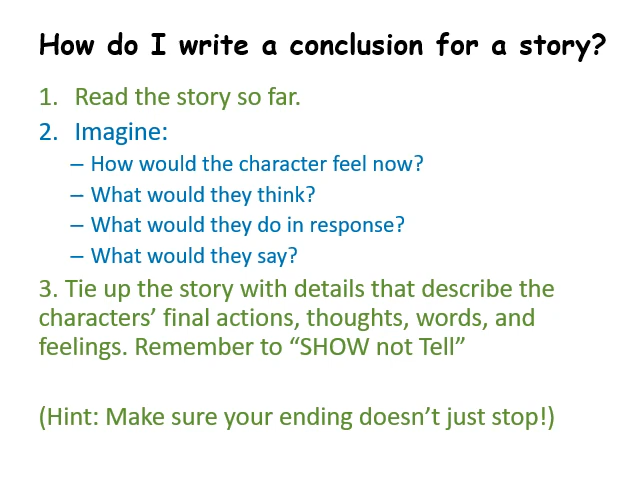 How do I write a conclusion for a story?
1. Read the story so far.
2. Imagine:
– How would the character feel now?
– What would they think?
– What would they do in response?
– What would they say?
3. Tie up the story with details that describe the
characters’ final actions, thoughts, words, and
feelings. Remember to “SHOW not Tell”
(Hint: Make sure your ending doesn’t just stop!)